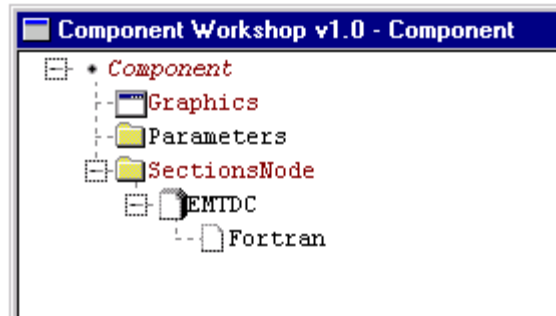 Component Workshop v1.0 - Component
Component
Graphics
Parameters
SectionsNode
EMTDC
Fortran